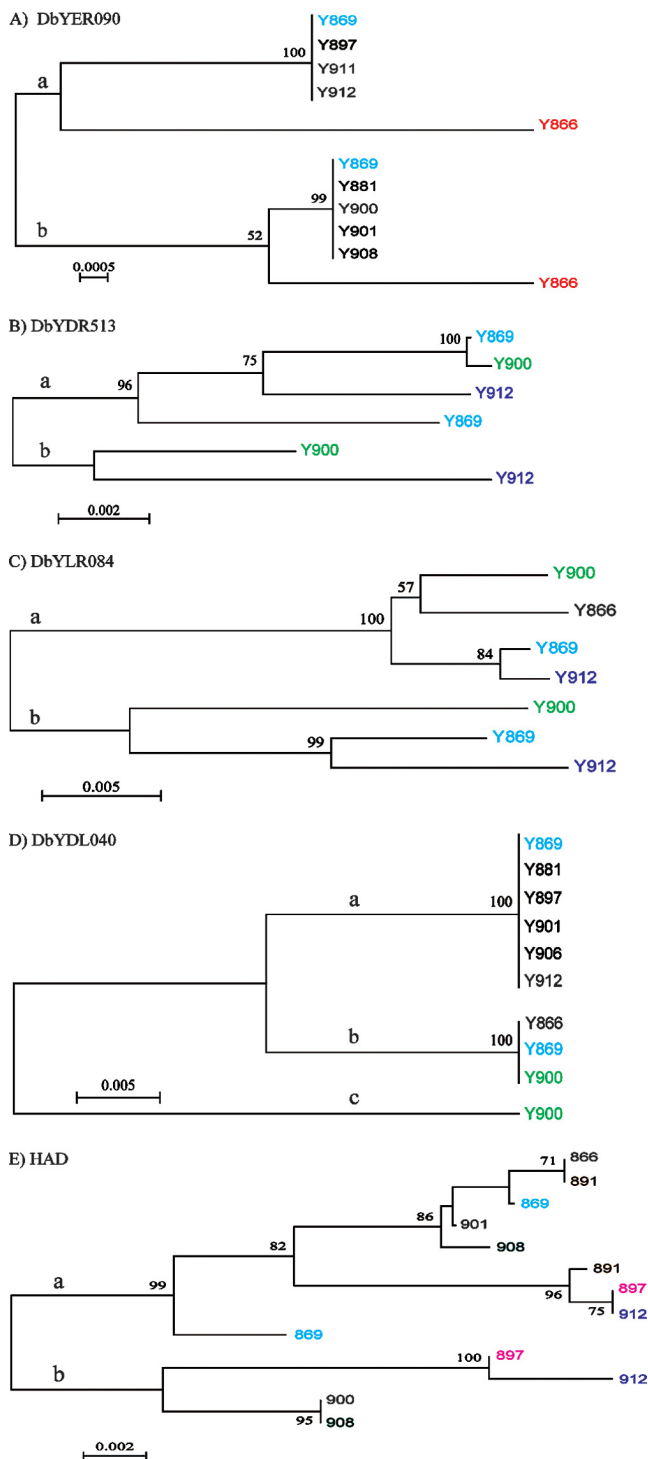 A) DbYER090
Y869
100
Y897
Y911
Y912
a
Y866
Y869
Y881
99
Y900
Y901
Y908
b
52
0.0005
Y866
B) DbYDR513
100
Y869
Y900
75
96
a
Y912
Y869
b
Y900
Y912
0.002
C) DbYLR084
57
Y900
Y866
a
100
84
Y869
Y912
b
Y900
99
Y869
Y912
0.005
D) DbYDL040
Y869
Y881
a
100
Y897
Y901
Y906
Y912
Y866
b
100
Y869
Y900
0.005
c
Y900
E) HAD
71
866
891
869
86
901
82
908
a
99
891
96
897
75
912
869
b
100
897
912
900
95
908
0.002